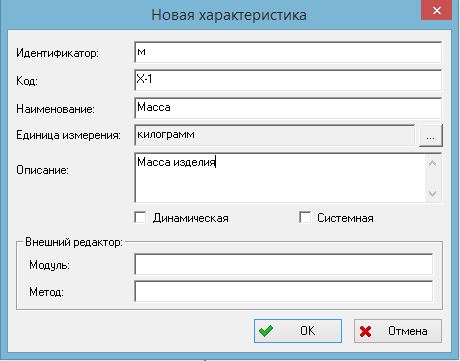 Новая характеристика
Идентификатор: м
Код: X-1
Наименование: Масса
Единица измерения: килограмм ...
Описание: Масса изделия
Динамическая Системная
Внешний редактор:
Модуль:
Метод:
OK Отмена